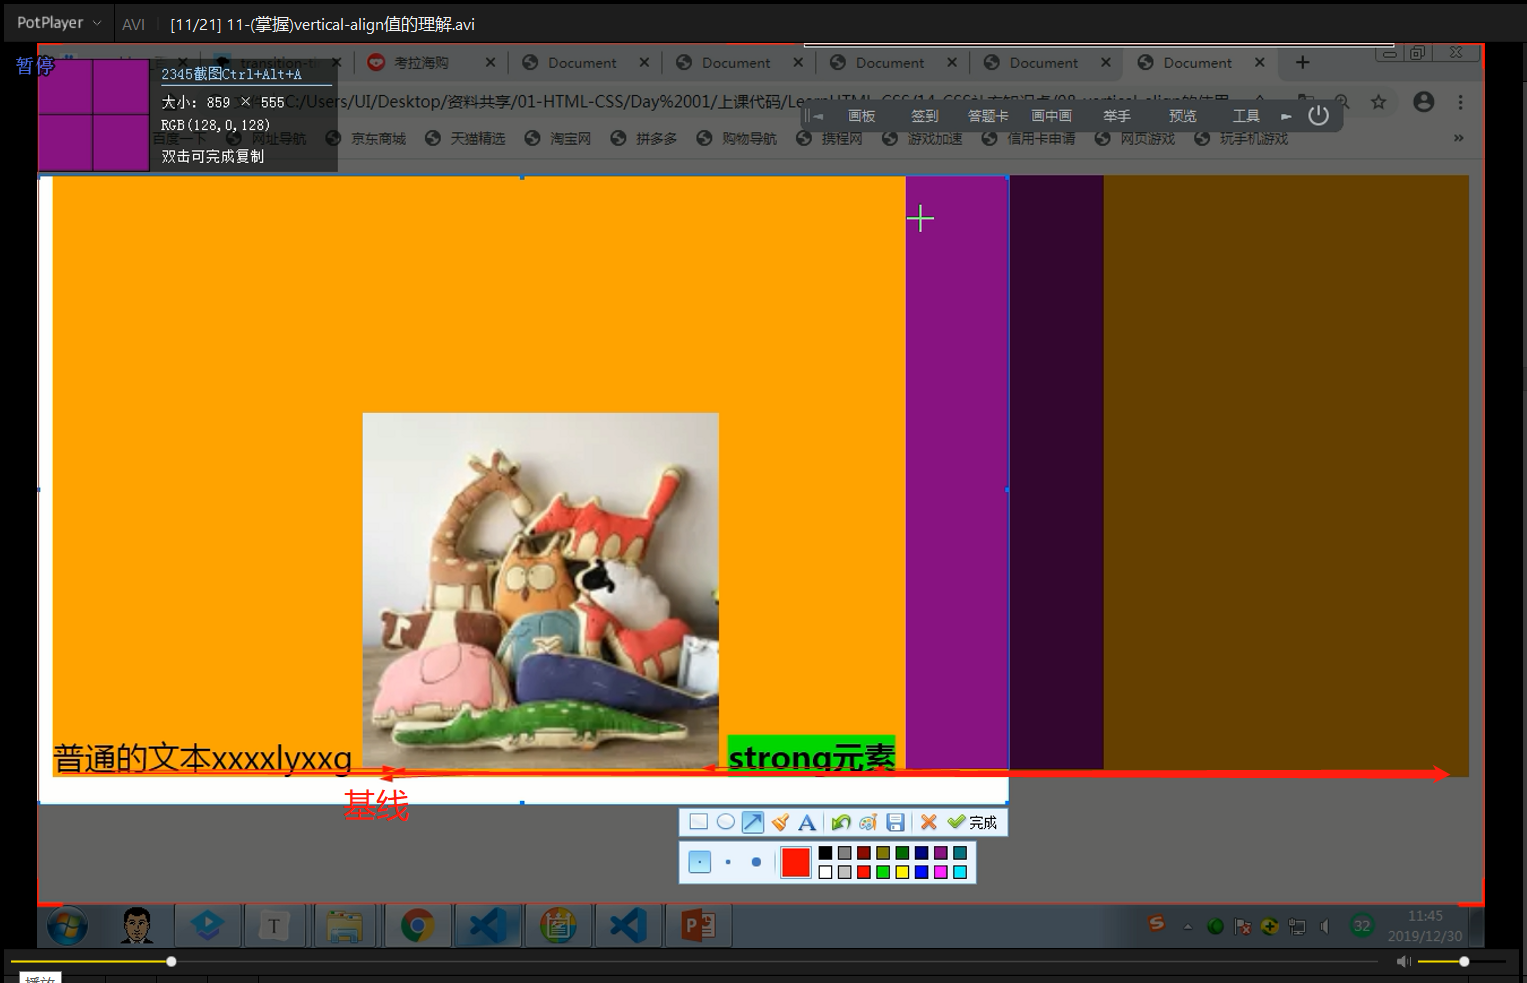 PotPlayer AVI [11/21] 11-(掌握)vertical-align值的理解.avi
暂停
2345截图Ctrl+Alt+A
大小: 859 × 555
RGB(128,0,128)
双击可完成复制
考拉海购 Document Document Document Document Document
C:/Users/UI/Desktop/资料共享/01-HTML-CSS/Day%2001/上课代码/LearnHTML_CSS/14-CSS
画板 签到 答题卡 画中画 举手 预览 工具
百度一下 网址导航 京东商城 天猫精选 淘宝网 拼多多 购物导航 携程网 游戏加速 信用卡申请 网页游戏 玩手机游戏 »
普通的文本xxxxlyxxg
strong元素
基线
A 完成
T
32
11:45
2019/12/30
播放